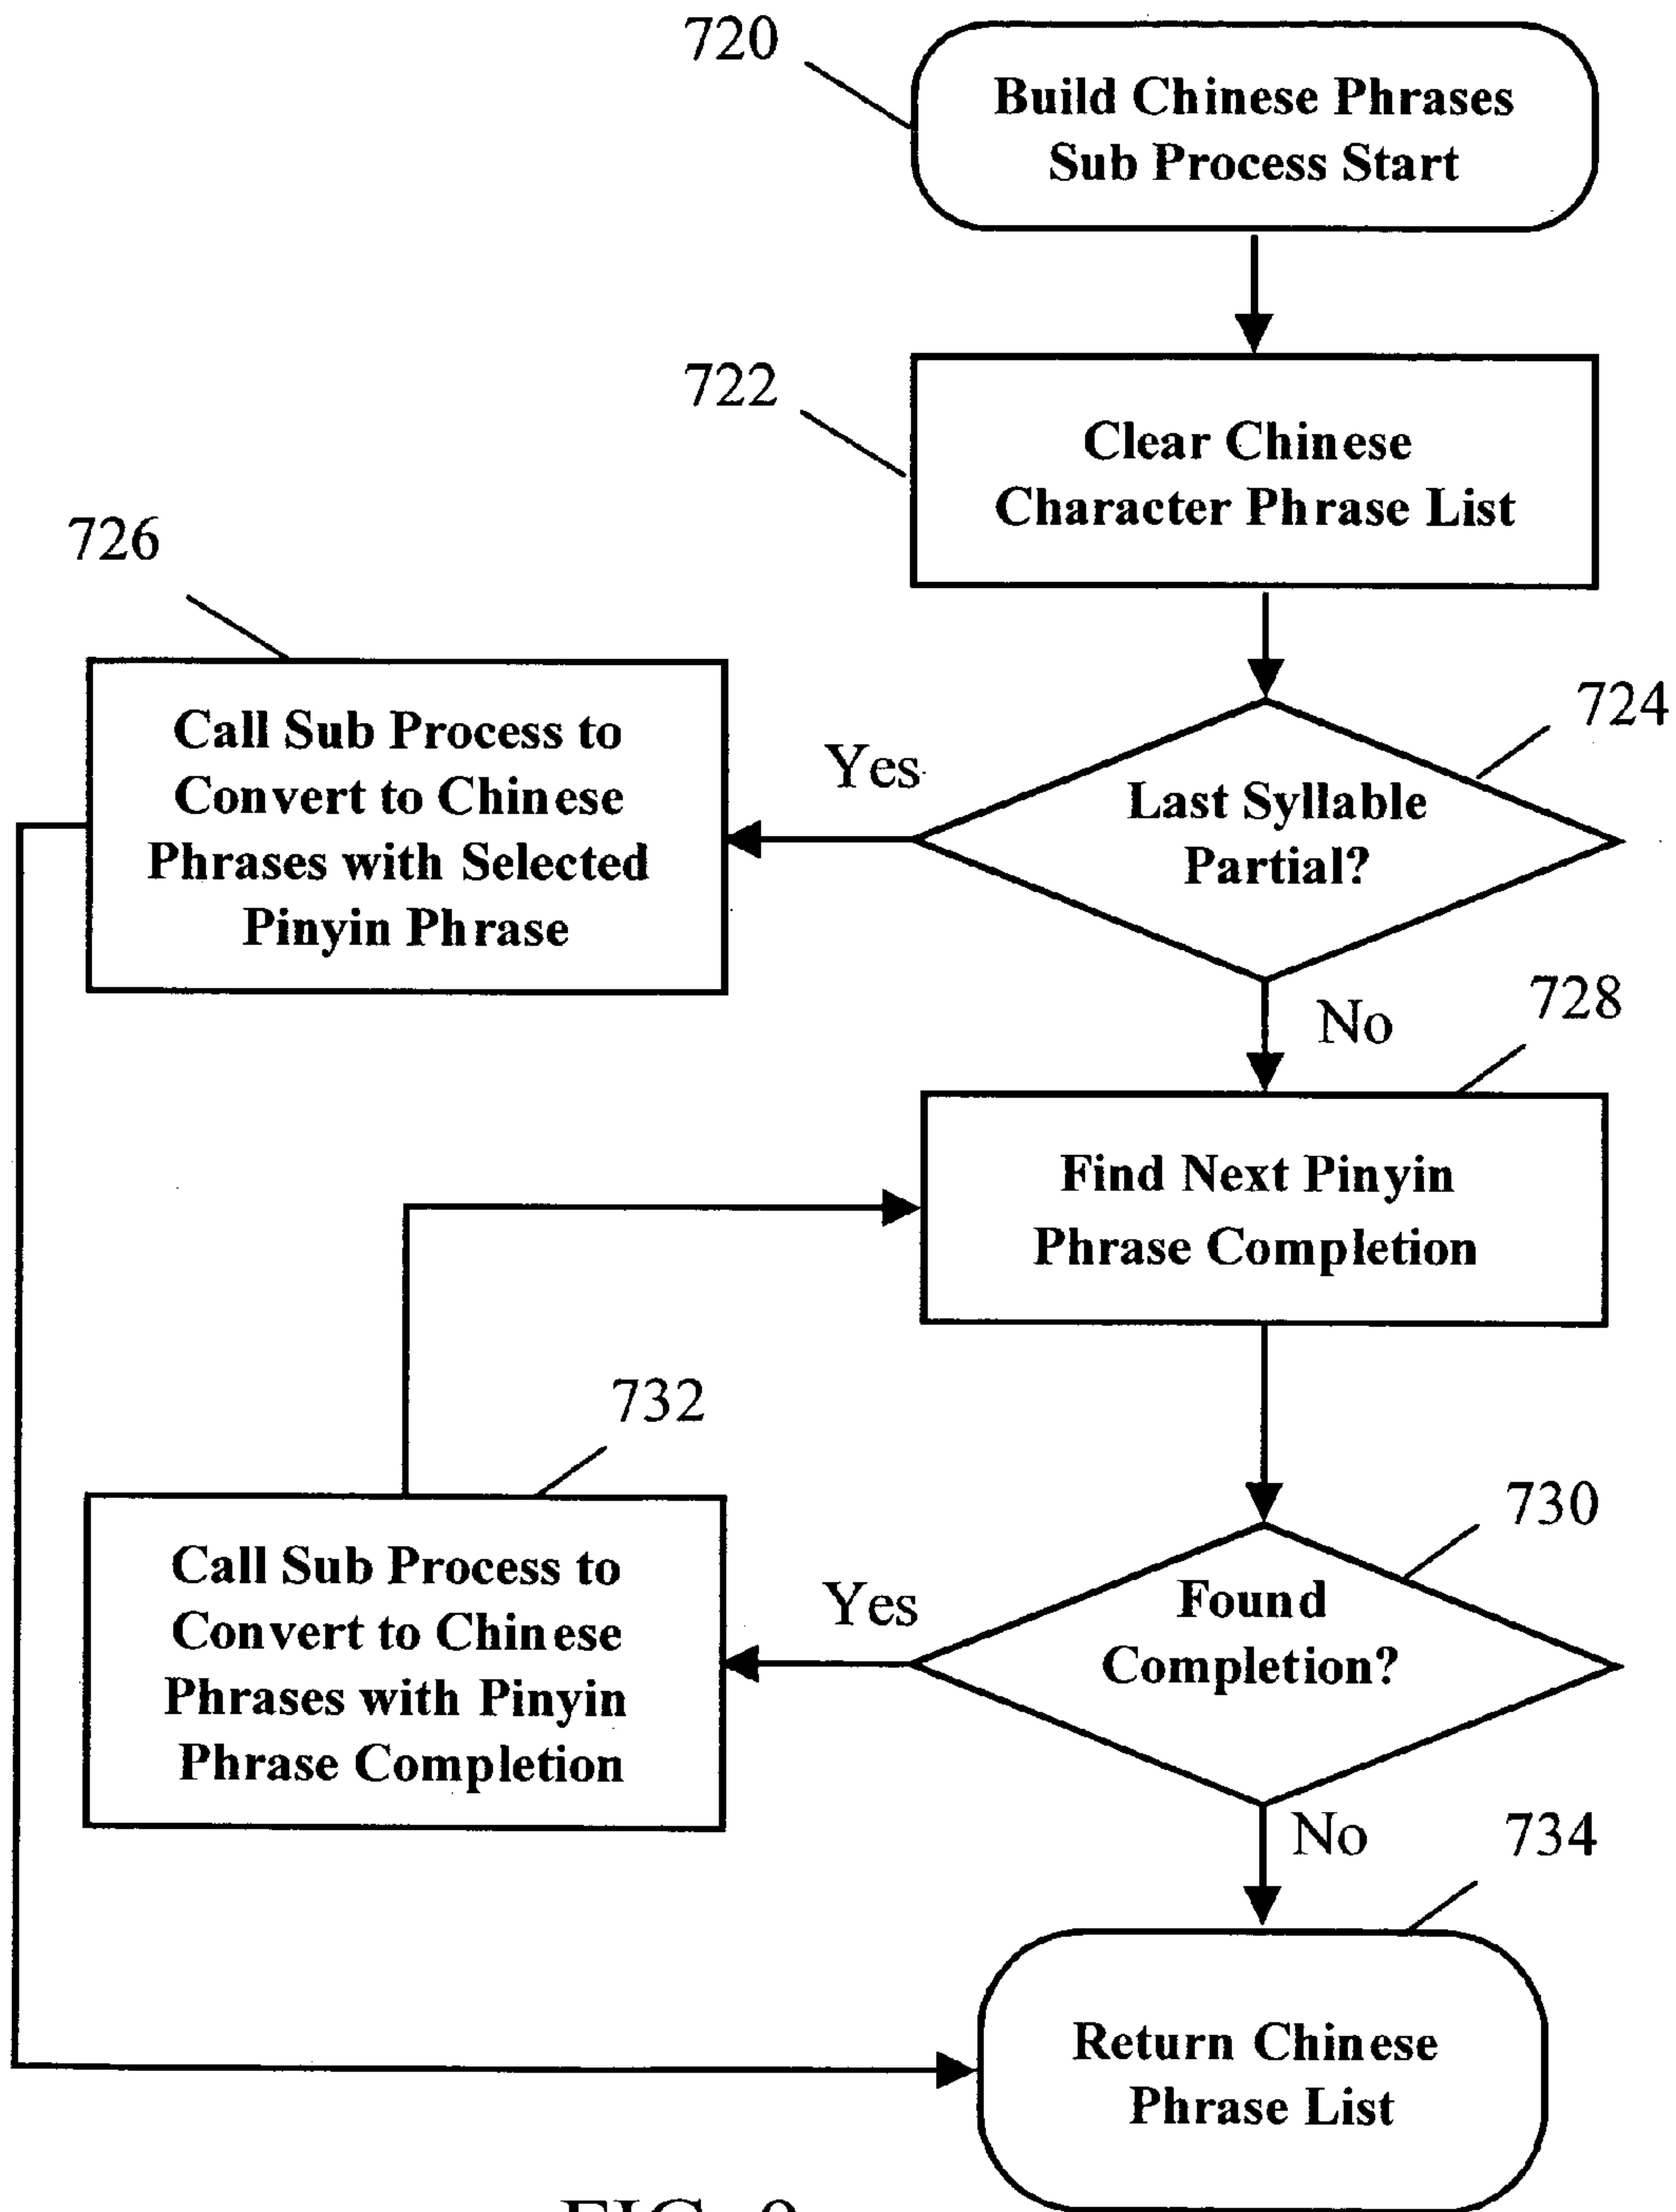 720
Build Chinese Phrases
Sub Process Start
722
Clear Chinese
Character Phrase List
726
Call Sub Process to
Convert to Chinese
Phrases with Selected
Pinyin Phrase
Yes
724
Last Syllable
Partial?
No
728
Find Next Pinyin
Phrase Completion
732
Call Sub Process to
Convert to Chinese
Phrases with Pinyin
Phrase Completion
Yes
730
Found
Completion?
No
734
Return Chinese
Phrase List